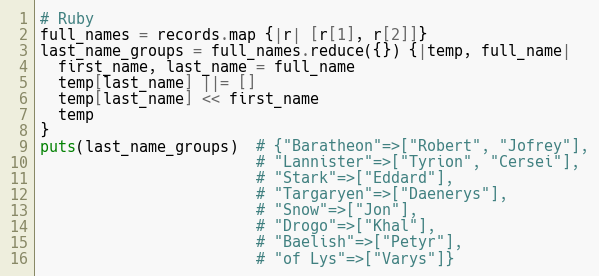 1 # Ruby
2 full_names = records.map {|r| [r[1], r[2]]}
3 last_name_groups = full_names.reduce({}) {|temp, full_name|
4   first_name, last_name = full_name
5   temp[last_name] ||= []
6   temp[last_name] << first_name
7   temp
8 }
9 puts(last_name_groups)  # {"Baratheon"=>["Robert", "Jofrey"],
10                         # "Lannister"=>["Tyrion", "Cersei"],
11                         # "Stark"=>["Eddard"],
12                         # "Targaryen"=>["Daenerys"],
13                         # "Snow"=>["Jon"],
14                         # "Drogo"=>["Khal"],
15                         # "Baelish"=>["Petyr"],
16                         # "of Lys"=>["Varys"]}